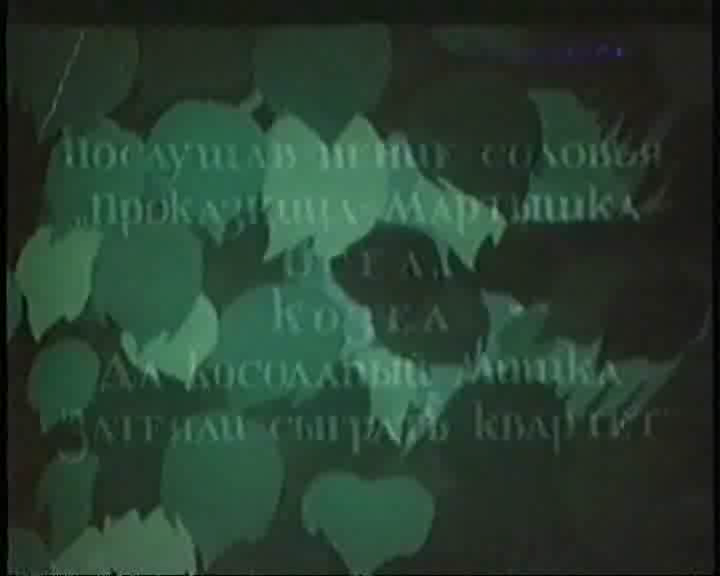 Послушав пение соловья
„Проказница-Мартышка
Осел,
Козел
Да косолапый Мишка
Затеяли сыграть квартет"